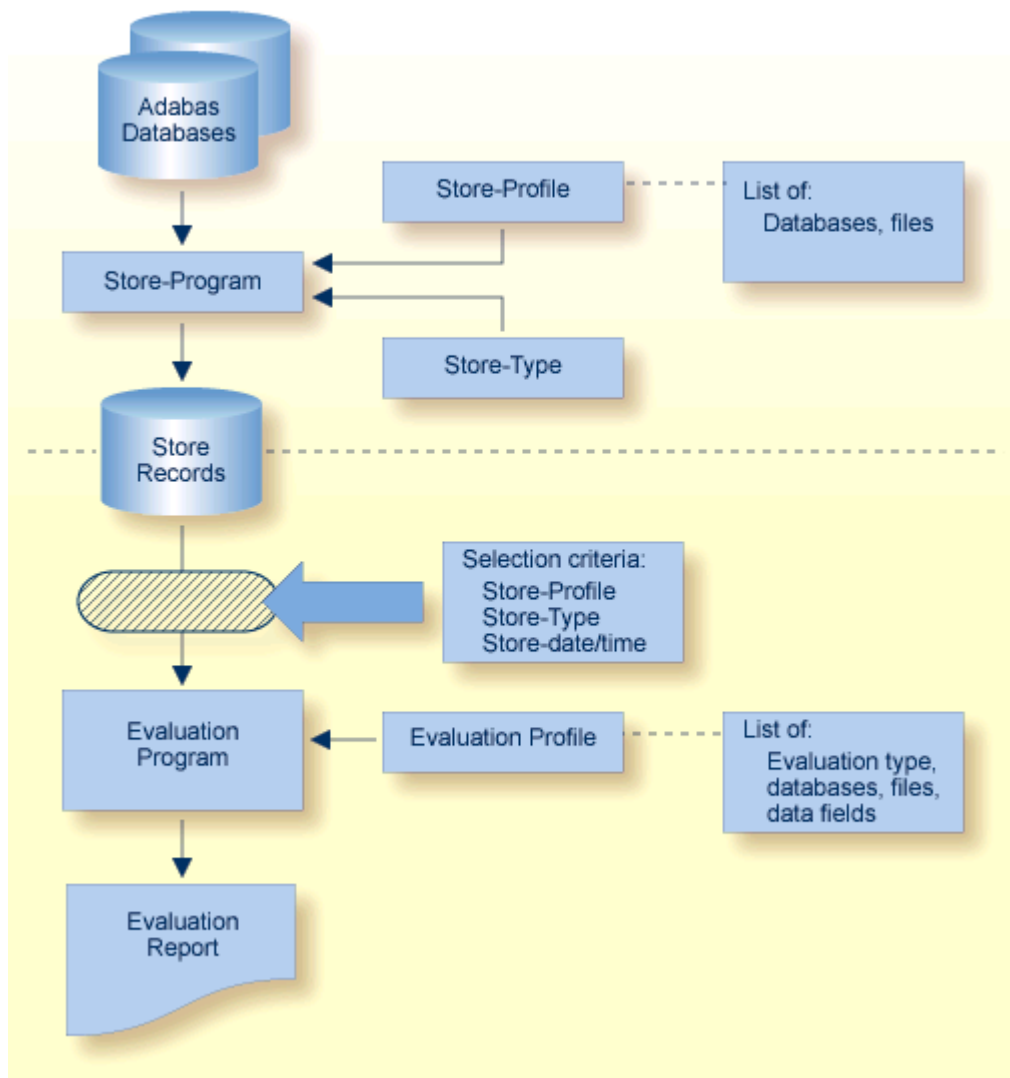 Adabas
Databases
Store-Profile
List of:
Databases, files
Store-Program
Store-Type
Store
Records
Selection criteria:
Store-Profile
Store-Type
Store-date/time
Evaluation
Program
Evaluation Profile
List of:
Evaluation type,
databases, files,
data fields
Evaluation
Report